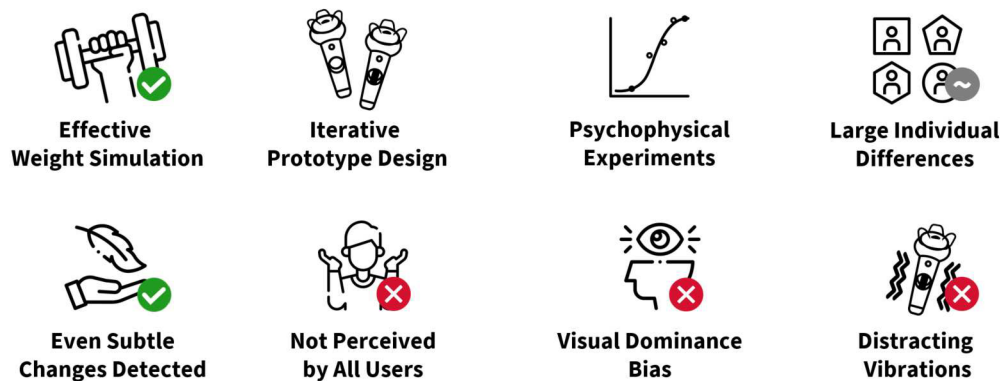 Effective
Weight Simulation
Iterative
Prototype Design
Psychophysical
Experiments
Large Individual
Differences
Even Subtle
Changes Detected
Not Perceived
by All Users
Visual Dominance
Bias
Distracting
Vibrations